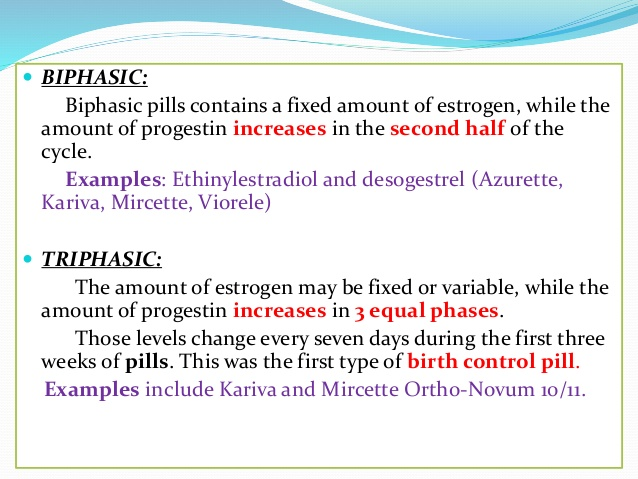 BIPHASIC:
Biphasic pills contains a fixed amount of estrogen, while the
amount of progestin increases in the second half of the
cycle.
Examples: Ethinylestradiol and desogestrel (Azurette,
Kariva, Mircette, Viorele)
TRIPHASIC:
The amount of estrogen may be fixed or variable, while the
amount of progestin increases in 3 equal phases.
Those levels change every seven days during the first three
weeks of pills. This was the first type of birth control pill.
Examples include Kariva and Mircette Ortho-Novum 10/11.